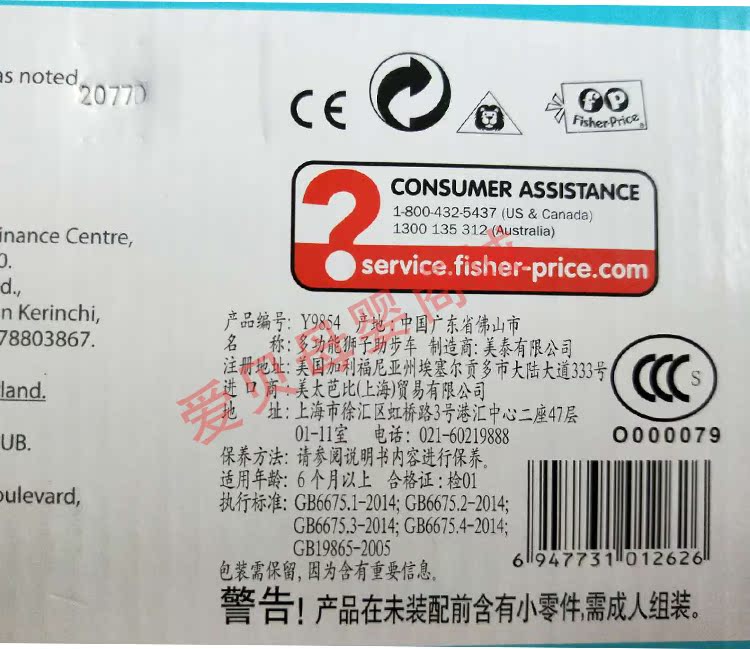 as noted
20770
CE
fp
Fisher-Price
?
CONSUMER ASSISTANCE
1-800-432-5437 (US & Canada)
1300 135 312 (Australia)
service.fisher-price.com
inance Centre,
0.
d.,
n Kerinchi,
78803867.
land.
UB.
oulevard,
产品编号: Y9854 产地: 中国广东省佛山市
名 称: 多功能狮子助步车 制造商: 美泰有限公司
注册地址: 美国加利福尼亚州埃塞尔贡多市大陆大道333号
进 口 商: 美太芭比(上海)贸易有限公司
地 址: 上海市徐汇区虹桥路3号港汇中心二座47层
01-11室 电话: 021-60219888
保养方法: 请参阅说明书内容进行保养.
适用年龄: 6 个月以上 合格证: 检01
执行标准: GB6675.1-2014; GB6675.2-2014;
GB6675.3-2014; GB6675.4-2014;
GB19865-2005
包装需保留, 因为含有重要信息.
警告! 产品在未装配前含有小零件,需成人组装。
CCC S
O000079
6 947731 012626
爱贝母婴商城